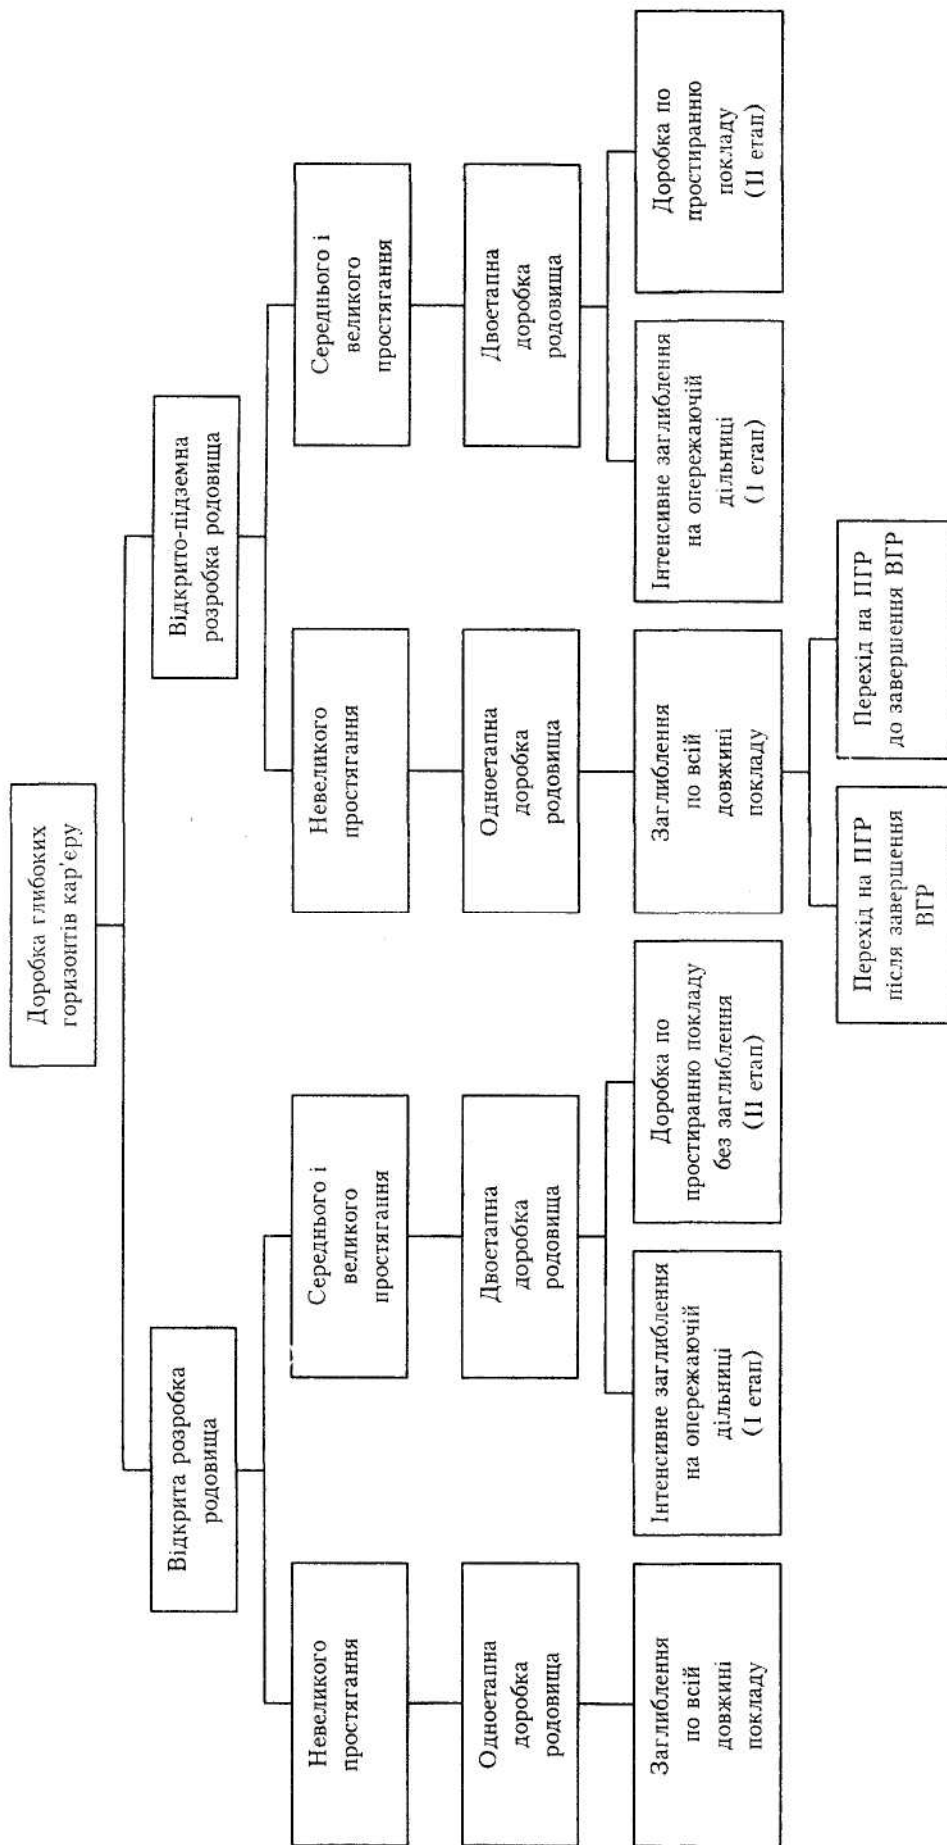 Доробка глибоких
горизонтів кар'єру
Відкрита розробка
родовища
Відкрито-підземна
розробка родовища
Невеликого
простягання
Середнього і
великого
простягання
Невеликого
простягання
Середнього і
великого
простягання
Одноетапна
доробка
родовища
Двоетапна
доробка
родовища
Одноетапна
доробка
родовища
Двоетапна
доробка
родовища
Заглиблення
по всій
довжині
покладу
Інтенсивне заглиблення
на опережаючій
дільниці
(І етап)
Доробка по
простиранню покладу
без заглиблення
(ІІ етап)
Заглиблення
по всій
довжині
покладу
Інтенсивне заглиблення
на опережаючій
дільниці
(І етап)
Доробка по
простиранню
покладу
(ІІ етап)
Перехід на ПГР
після завершення
ВГР
Перехід на ПГР
до завершення ВГР